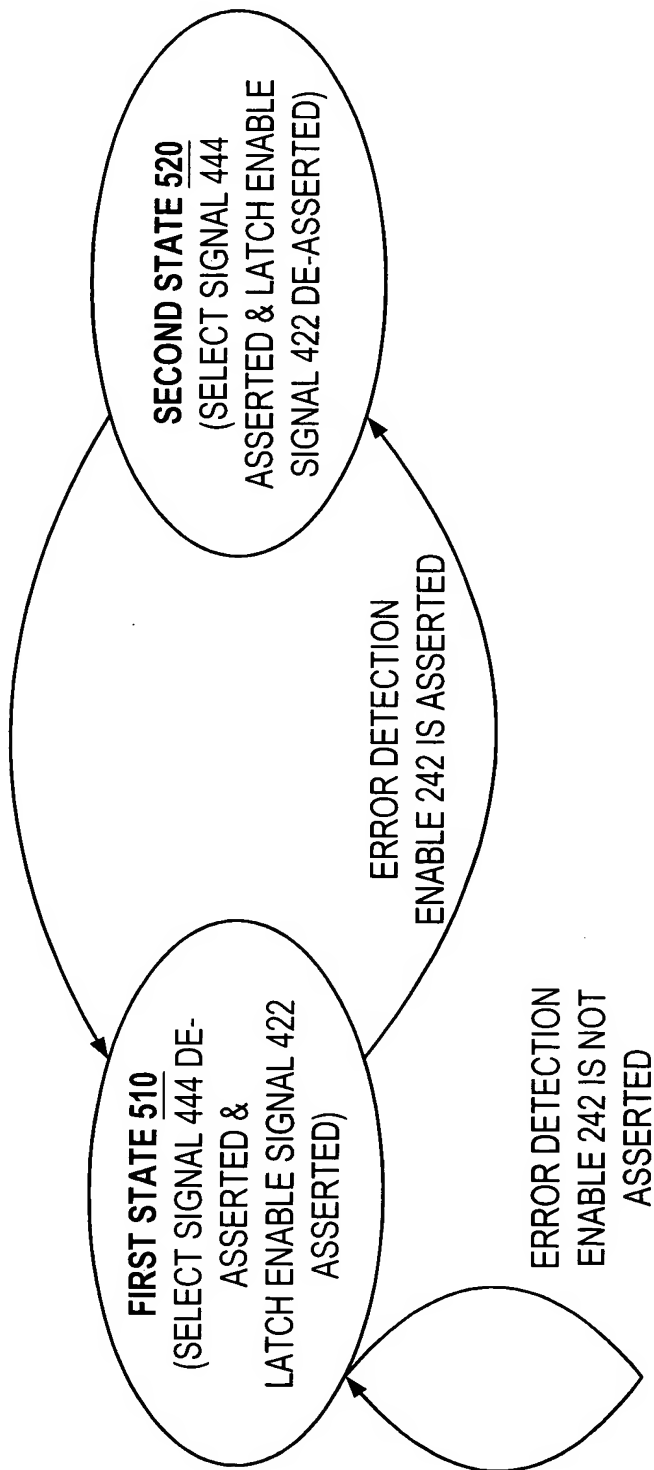 FIRST STATE 510
(SELECT SIGNAL 444 DE-
ASSERTED &
LATCH ENABLE SIGNAL 422
ASSERTED)
SECOND STATE 520
(SELECT SIGNAL 444
ASSERTED & LATCH ENABLE
SIGNAL 422 DE-ASSERTED)
ERROR DETECTION
ENABLE 242 IS ASSERTED
ERROR DETECTION
ENABLE 242 IS NOT
ASSERTED